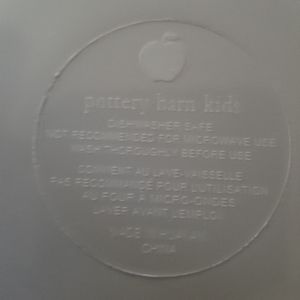 pottery barn kids
DISHWASHER SAFE
NOT RECOMMENDED FOR MICROWAVE USE
WASH THOROUGHLY BEFORE USE
CONVIENT AU LAVE-VAISSELLE
PAS RECOMMANDÉ POUR L'UTILISATION
AU FOUR À MICRO-ONDES
LAVER AVANT L'EMPLOI
MADE IN
CHINA